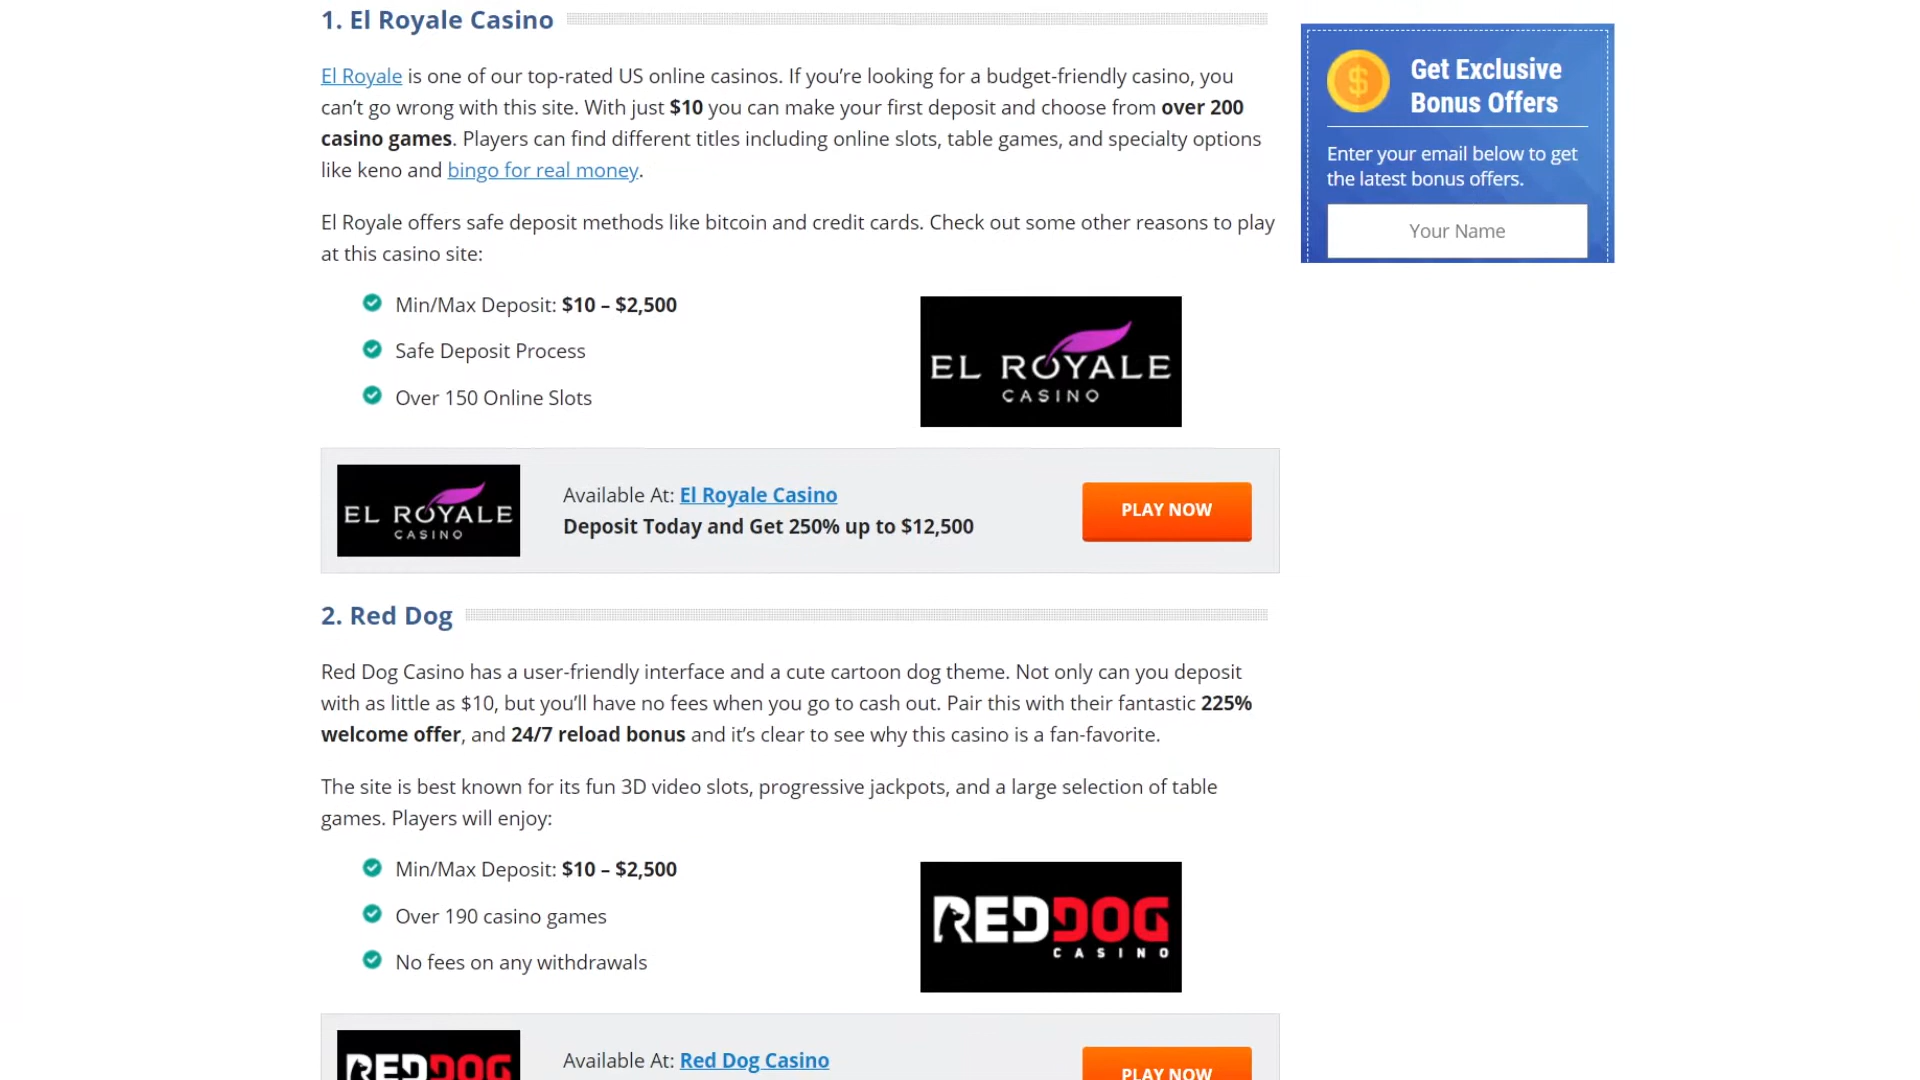 1. El Royale Casino
El Royale is one of our top-rated US online casinos. If you’re looking for a budget-friendly casino, you
can’t go wrong with this site. With just $10 you can make your first deposit and choose from over 200
casino games. Players can find different titles including online slots, table games, and specialty options
like keno and bingo for real money.
El Royale offers safe deposit methods like bitcoin and credit cards. Check out some other reasons to play
at this casino site:
Min/Max Deposit: $10 – $2,500
Safe Deposit Process
Over 150 Online Slots
EL ROYALE
CASINO
EL ROYALE
CASINO
Available At: El Royale Casino
Deposit Today and Get 250% up to $12,500
PLAY NOW
2. Red Dog
Red Dog Casino has a user-friendly interface and a cute cartoon dog theme. Not only can you deposit
with as little as $10, but you’ll have no fees when you go to cash out. Pair this with their fantastic 225%
welcome offer, and 24/7 reload bonus and it’s clear to see why this casino is a fan-favorite.
The site is best known for its fun 3D video slots, progressive jackpots, and a large selection of table
games. Players will enjoy:
Min/Max Deposit: $10 – $2,500
Over 190 casino games
No fees on any withdrawals
REDDOG
CASINO
REDDOG
Available At: Red Dog Casino
PLAY NOW
$
Get Exclusive
Bonus Offers
Enter your email below to get
the latest bonus offers.
Your Name